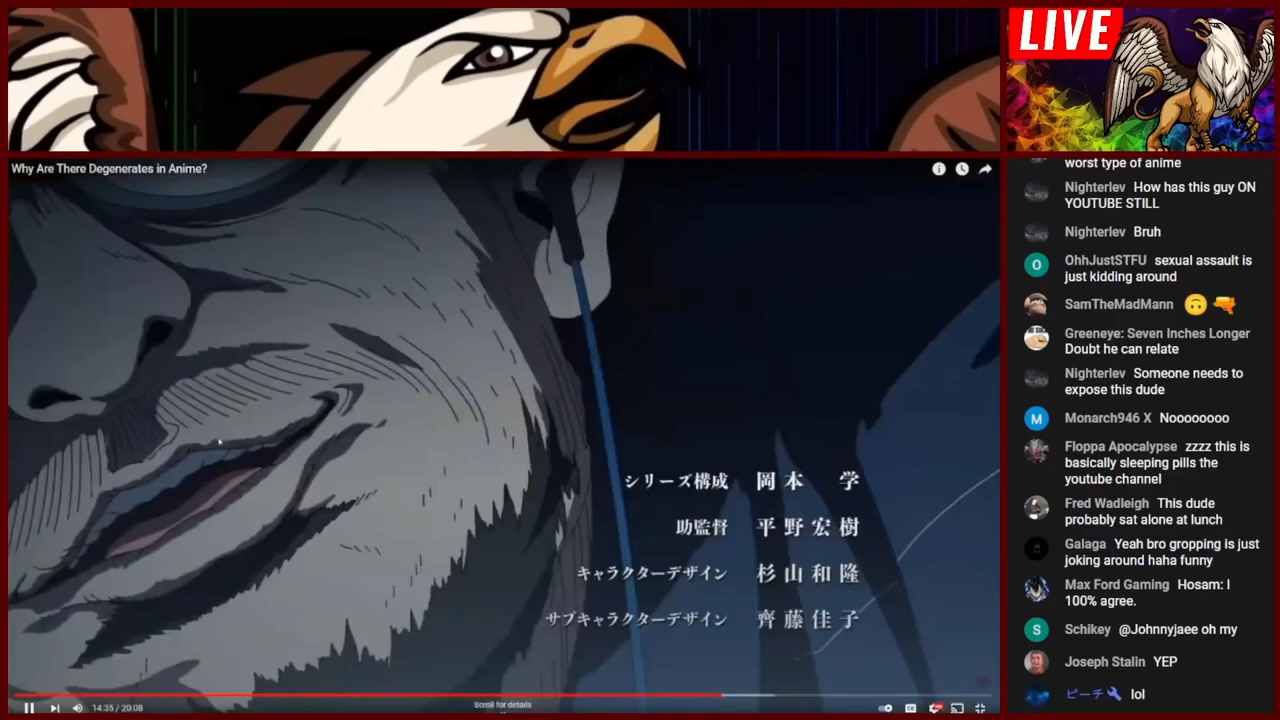 LIVE
Why Are There Degenerates in Anime?
worst type of anime
Nighterlev How has this guy ON
YOUTUBE STILL
Nighterlev Bruh
OhhJustSTFU sexual assault is
just kidding around
SamTheMadMann
Greeneye: Seven Inches Longer
Doubt he can relate
Nighterlev Someone needs to
expose this dude
Monarch946 X Noooooooo
Floppa Apocalypse zzzz this is
basically sleeping pills the
youtube channel
Fred Wadleigh This dude
probably sat alone at lunch
Galaga Yeah bro gropping is just
joking around haha funny
Max Ford Gaming Hosam: I
100% agree.
Schikey @Johnnyjaee oh my
Joseph Stalin YEP
ピーチ lol
シリーズ構成 岡本 学
助監督 平野宏樹
キャラクターデザイン 杉山和隆
サブキャラクターデザイン 齊藤佳子
14:35 / 20:08
Scroll for details